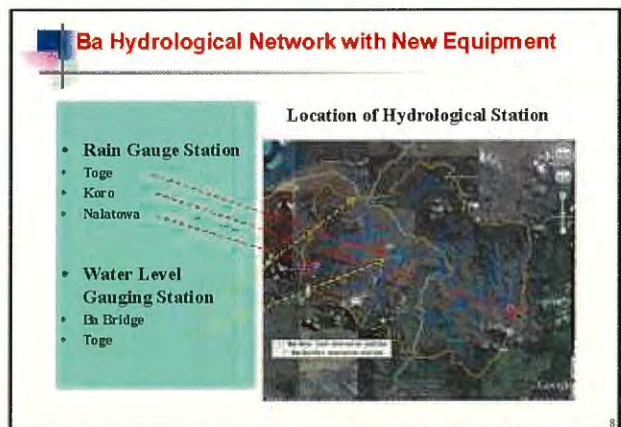 Ba Hydrological Network with New Equipment
Location of Hydrological Station
• Rain Gauge Station
• Toge
• Koro
• Nalatowa
• Water Level
Gauging Station
• Ba Bridge
• Toge
Google
8